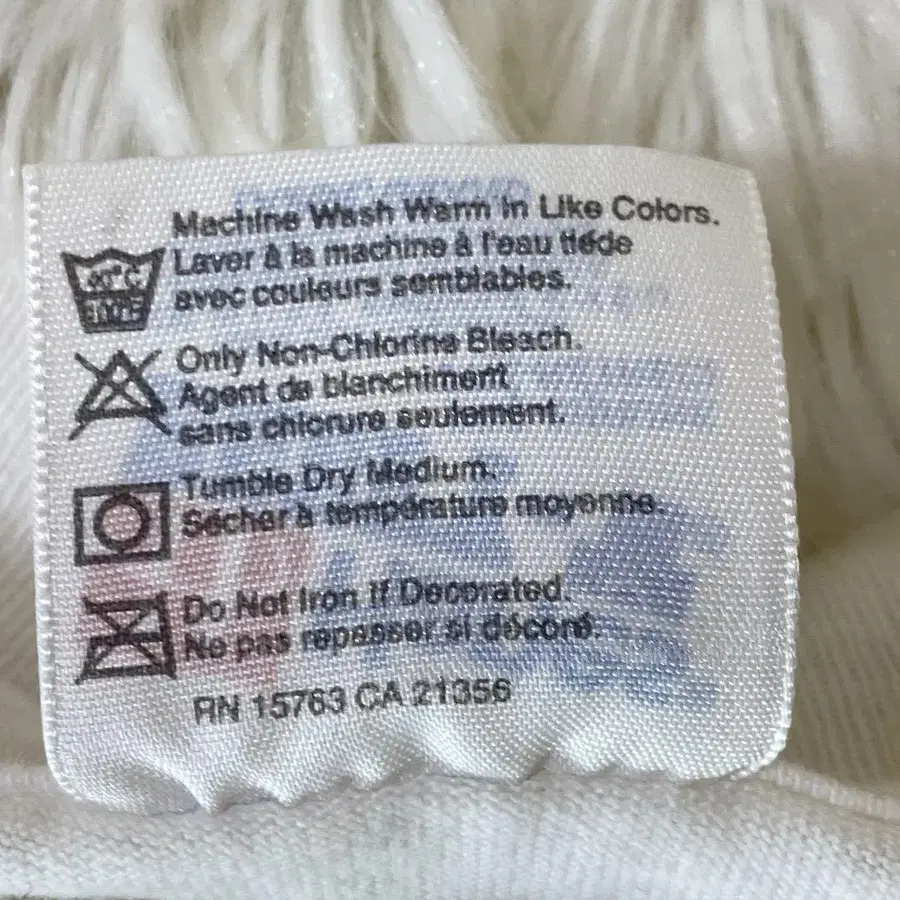 Machine Wash Warm in Like Colors.
Laver à la machine à l'eau tiéde
avec couleurs semblables.
Only Non-Chlorine Bleach.
Agent de blanchiment
sans chlorure seulement.
Tumble Dry Medium.
Sécher à température moyenne.
Do Not Iron if Decorated.
Ne pas repasser si décoré.
RN 15763 CA 21356